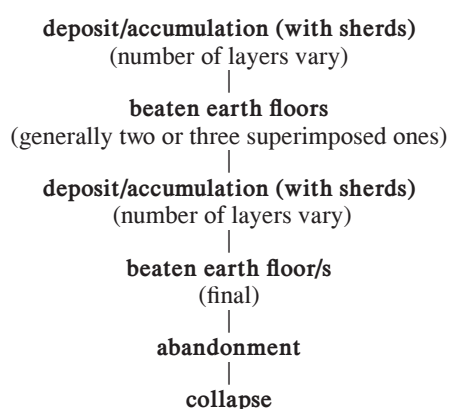 deposit/accumulation (with sherds)
(number of layers vary)
beaten earth floors
(generally two or three superimposed ones)
deposit/accumulation (with sherds)
(number of layers vary)
beaten earth floor/s
(final)
abandonment
collapse